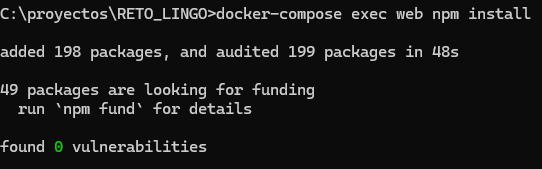 C:\proyectos\RETO_LINGO>docker-compose exec web npm install
added 198 packages, and audited 199 packages in 48s
49 packages are looking for funding
run `npm fund` for details
found 0 vulnerabilities